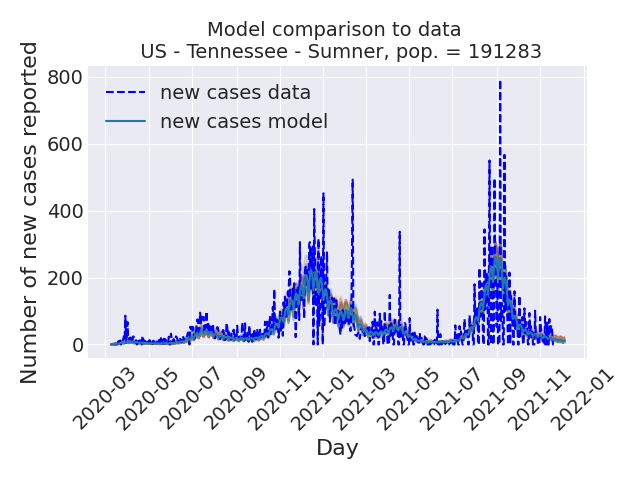 Model comparison to data
US - Tennessee - Sumner, pop. = 191283
Number of new cases reported
800
600
400
200
0
new cases data
new cases model
2020-03
2020-05
2020-07
2020-09
2020-11
2021-01
2021-03
2021-05
2021-07
2021-09
2021-11
2022-01
Day